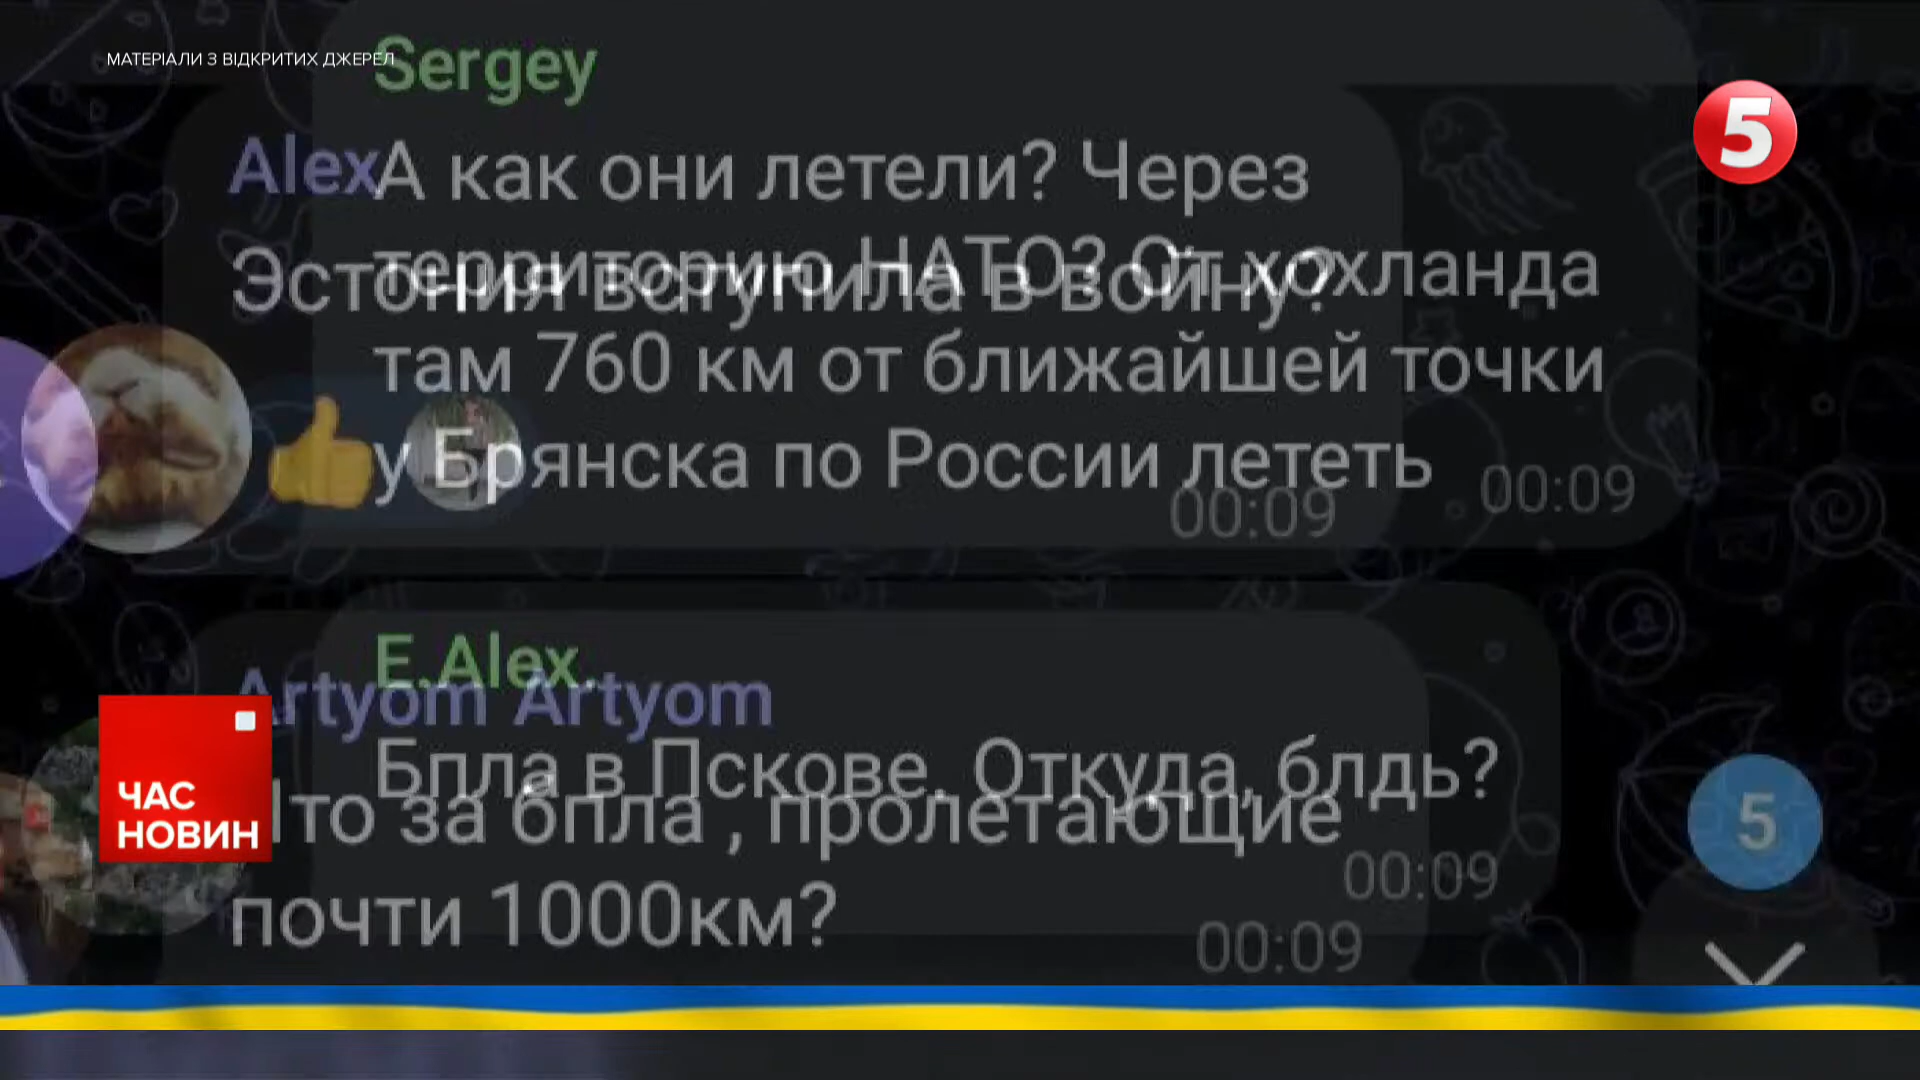 МАТЕРІАЛИ З ВІДКРИТИХ ДЖЕРЕЛ
5
Sergey
А как они летели? Через
территорию НАТО? От хохланда
там 760 км от ближайшей точки
у Брянска по России лететь
00:09
Alex
Эстония вступила в войну?
00:09
E.Alex.
Бпла в Пскове. Откуда, блдь?
00:09
Artyom Artyom
Что за бпла , пролетающие
почти 1000км?
00:09
5
ЧАС
НОВИН